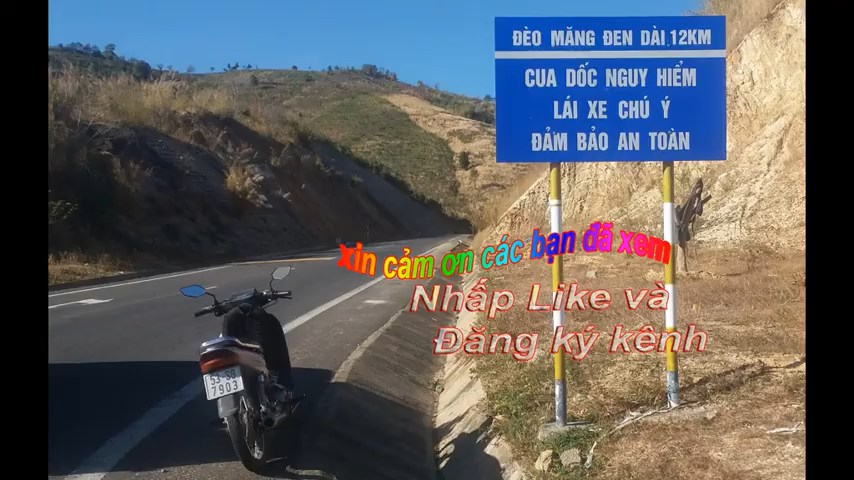 ĐÈO MĂNG ĐEN DÀI 12KM
CUA DỐC NGUY HIỂM
LÁI XE CHÚ Ý
ĐẢM BẢO AN TOÀN
xin cảm ơn các bạn đã xem
Nhấp Like và
Đăng ký kênh
53-S8
7903